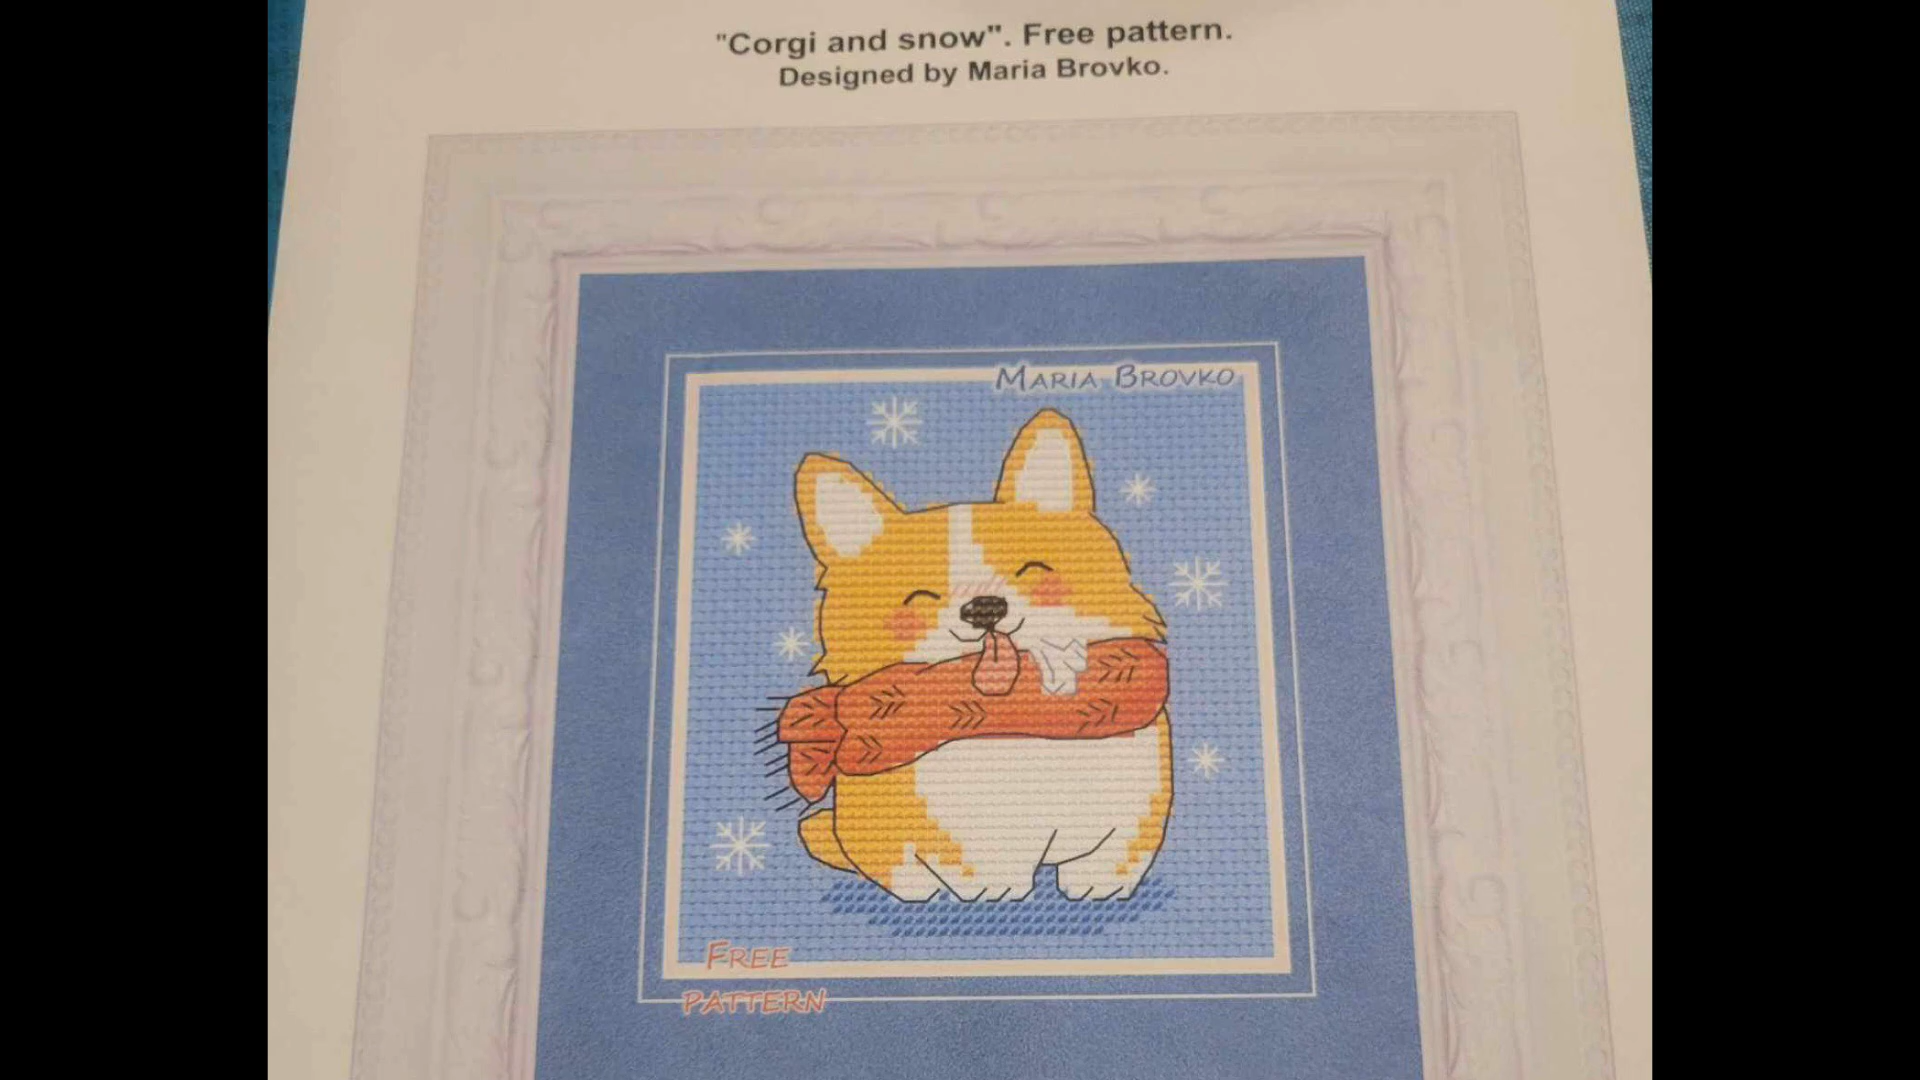 "Corgi and snow". Free pattern.
Designed by Maria Brovko.
MARIA BROVKO
FREE
PATTERN